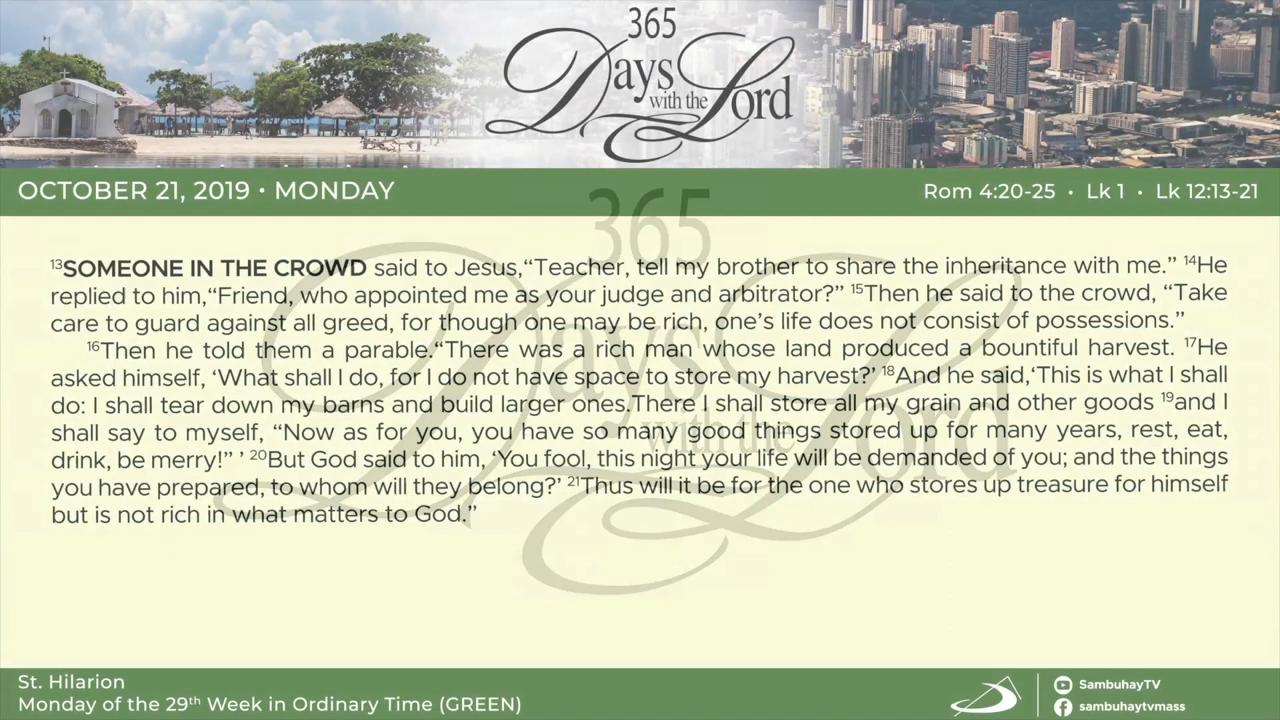 365
Days
with the
Lord
OCTOBER 21, 2019 • MONDAY
Rom 4:20-25 • Lk 1 • Lk 12:13-21
365
Days
with the
Lord
¹³SOMEONE IN THE CROWD said to Jesus,“Teacher, tell my brother to share the inheritance with me.” ¹⁴He
replied to him,“Friend, who appointed me as your judge and arbitrator?” ¹⁵Then he said to the crowd, “Take
care to guard against all greed, for though one may be rich, one’s life does not consist of possessions.”
¹⁶Then he told them a parable.“There was a rich man whose land produced a bountiful harvest. ¹⁷He
asked himself, ‘What shall I do, for I do not have space to store my harvest?’ ¹⁸And he said,‘This is what I shall
do: I shall tear down my barns and build larger ones.There I shall store all my grain and other goods ¹⁹and I
shall say to myself, “Now as for you, you have so many good things stored up for many years, rest, eat,
drink, be merry!” ’ ²⁰But God said to him, ‘You fool, this night your life will be demanded of you; and the things
you have prepared, to whom will they belong?’ ²¹Thus will it be for the one who stores up treasure for himself
but is not rich in what matters to God.”
St. Hilarion
Monday of the 29th Week in Ordinary Time (GREEN)
SambuhayTV
sambuhaytvmass